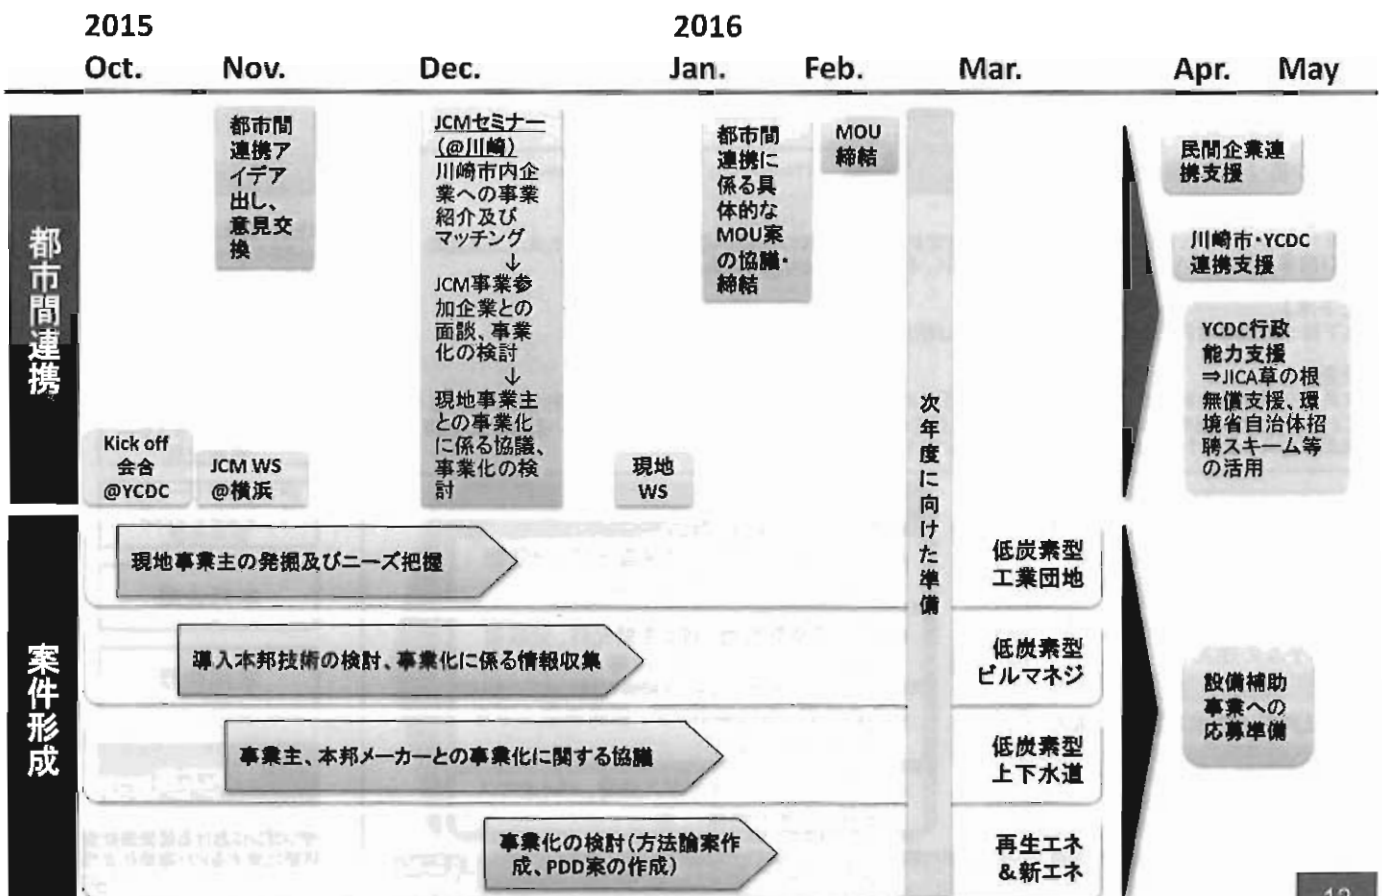 2015
2016
Oct.
Nov.
Dec.
Jan.
Feb.
Mar.
Apr.
May
都市間連携
Kick off
会合
@YCDC
都市間
連携ア
イデア
出し、
意見交
換
JCM WS
@横浜
JCMセミナー
(@川崎)
川崎市内企
業への事業
紹介及び
マッチング
↓
JCM事業参
加企業との
面談、事業
化の検討
↓
現地事業主
との事業化
に係る協議、
事業化の検
討
現地
WS
都市間
連携に
係る具
体的な
MOU案
の協議・
締結
MOU
締結
次年度に向けた準備
民間企業連
携支援
川崎市・YCDC
連携支援
YCDC行政
能力支援
⇒JICA草の根
無償支援、環
境省自治体招
聘スキーム等
の活用
案件形成
現地事業主の発掘及びニーズ把握
低炭素型
工業団地
導入本邦技術の検討、事業化に係る情報収集
低炭素型
ビルマネジ
事業主、本邦メーカーとの事業化に関する協議
低炭素型
上下水道
事業化の検討(方法論案作
成、PDD案の作成)
再生エネ
&新エネ
設備補助
事業への
応募準備